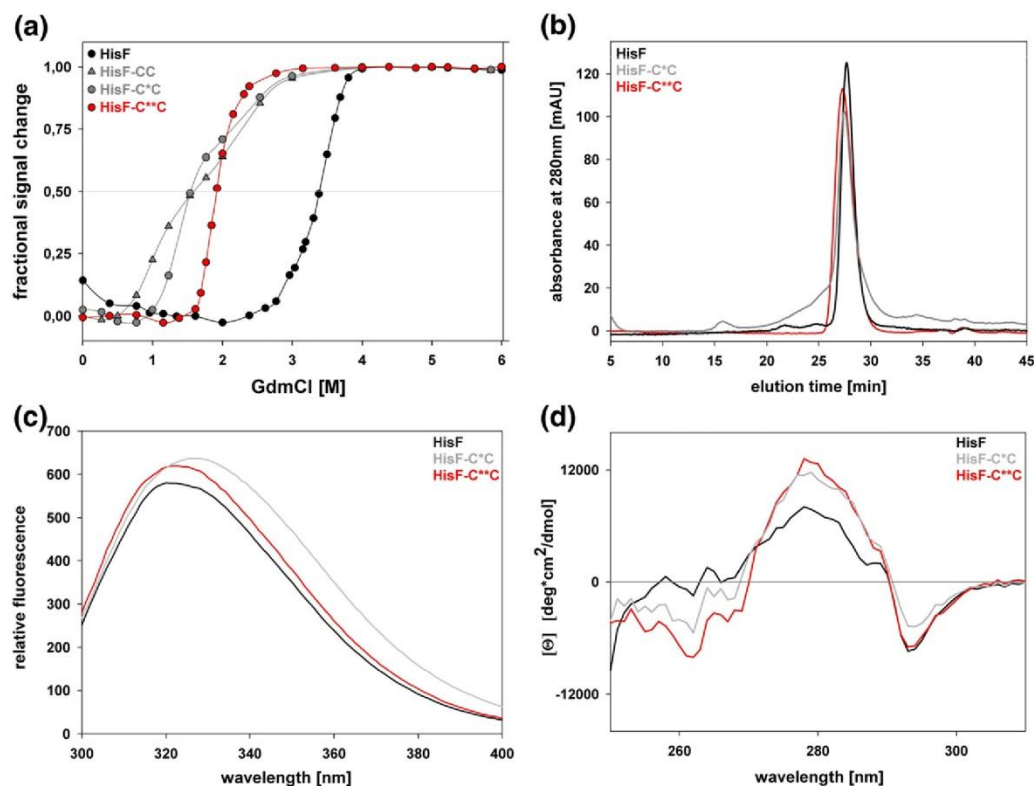 (a)
HisF
HisF-CC
HisF-C*C
HisF-C**C
fractional signal change
1,00
0,75
0,50
0,25
0,00
0 1 2 3 4 5 6
GdmCl [M]
(b)
HisF
HisF-C*C
HisF-C**C
absorbance at 280nm [mAU]
120
100
80
60
40
20
0
5 10 15 20 25 30 35 40 45
elution time [min]
(c)
HisF
HisF-C*C
HisF-C**C
relative fluorescence
700
600
500
400
300
200
100
0
300 320 340 360 380 400
wavelength [nm]
(d)
HisF
HisF-C*C
HisF-C**C
[Θ] [deg*cm²/dmol]
12000
0
-12000
260 280 300
wavelength [nm]